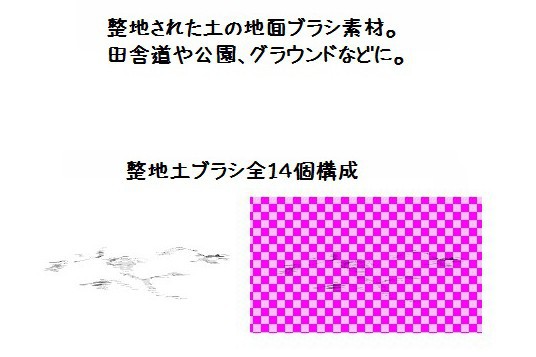 整地された土の地面ブラシ素材。
田舎道や公園、グラウンドなどに。
整地土ブラシ全14個構成